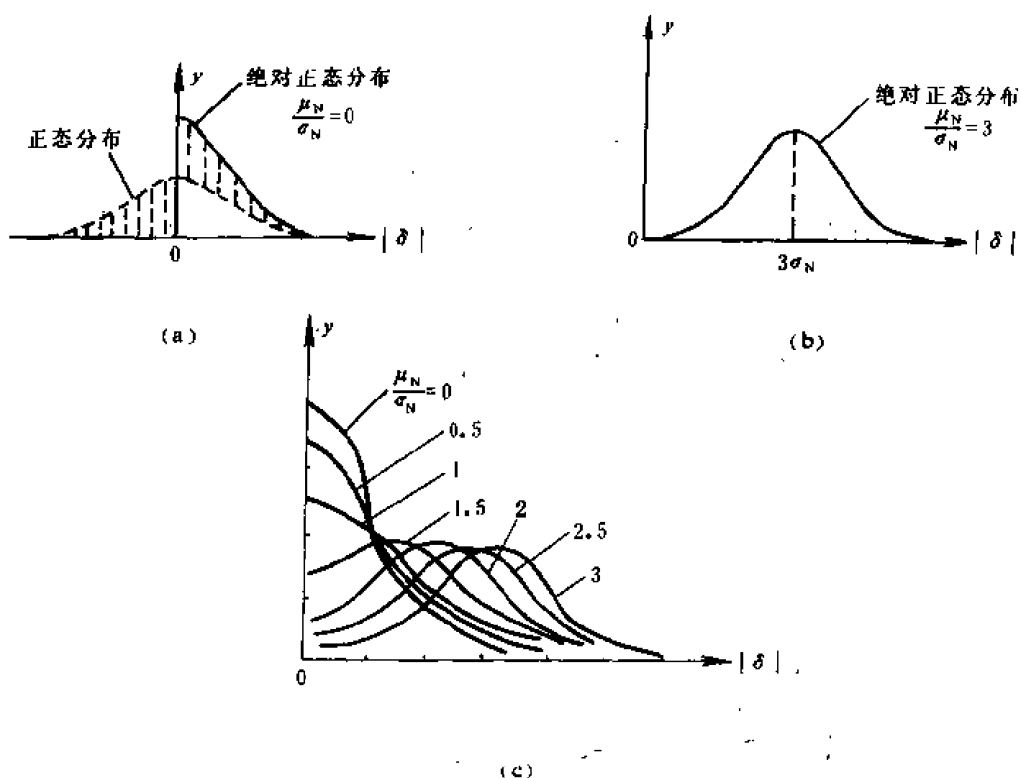 y
绝对正态分布
μN/σN=0
正态分布
0
|δ|
(a)
y
绝对正态分布
μN/σN=3
0
3σN
|δ|
(b)
y
μN/σN=0
0.5
1
1.5
2
2.5
3
0
|δ|
(c)